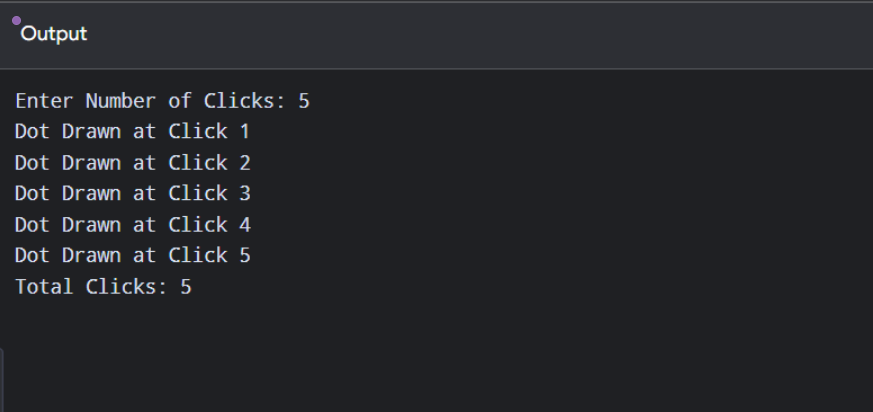 Output
Enter Number of Clicks: 5
Dot Drawn at Click 1
Dot Drawn at Click 2
Dot Drawn at Click 3
Dot Drawn at Click 4
Dot Drawn at Click 5
Total Clicks: 5